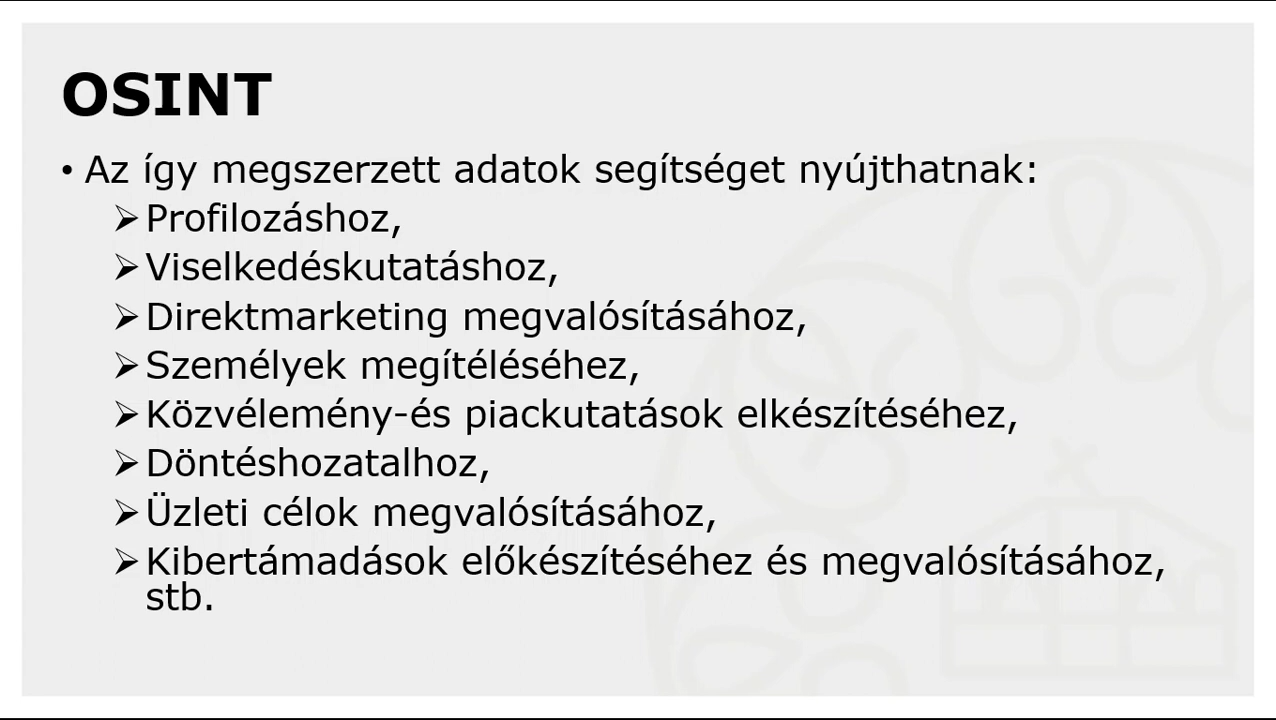 OSINT
• Az így megszerzett adatok segítséget nyújthatnak:
➢ Profilozáshoz,
➢ Viselkedéskutatáshoz,
➢ Direktmarketing megvalósításához,
➢ Személyek megítéléséhez,
➢ Közvélemény-és piackutatások elkészítéséhez,
➢ Döntéshozatalhoz,
➢ Üzleti célok megvalósításához,
➢ Kibertámadások előkészítéséhez és megvalósításához,
stb.